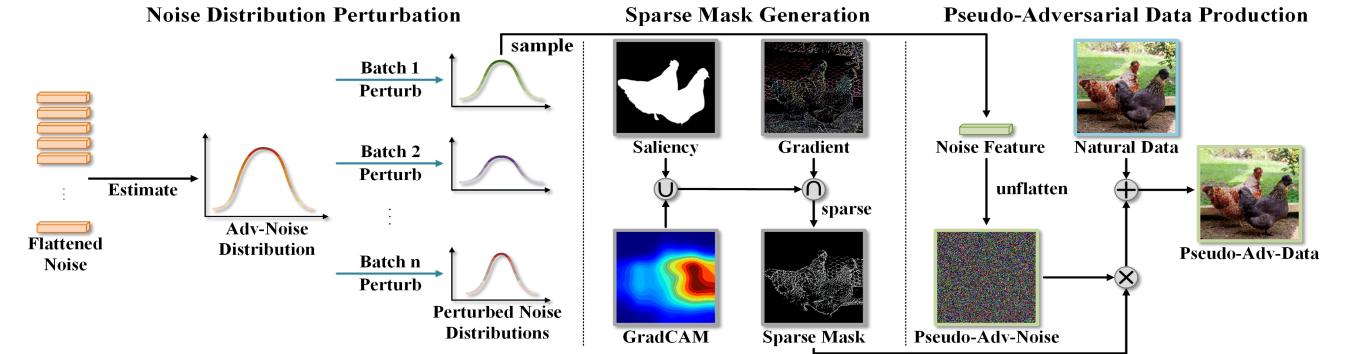 Noise Distribution Perturbation
Sparse Mask Generation
Pseudo-Adversarial Data Production
Flattened
Noise
Estimate
Adv-Noise
Distribution
Batch 1
Perturb
Batch 2
Perturb
Batch n
Perturb
sample
Perturbed Noise
Distributions
Saliency
Gradient
∪
∩
sparse
GradCAM
Sparse Mask
Noise Feature
Natural Data
unflatten
+
×
Pseudo-Adv-Noise
Pseudo-Adv-Data